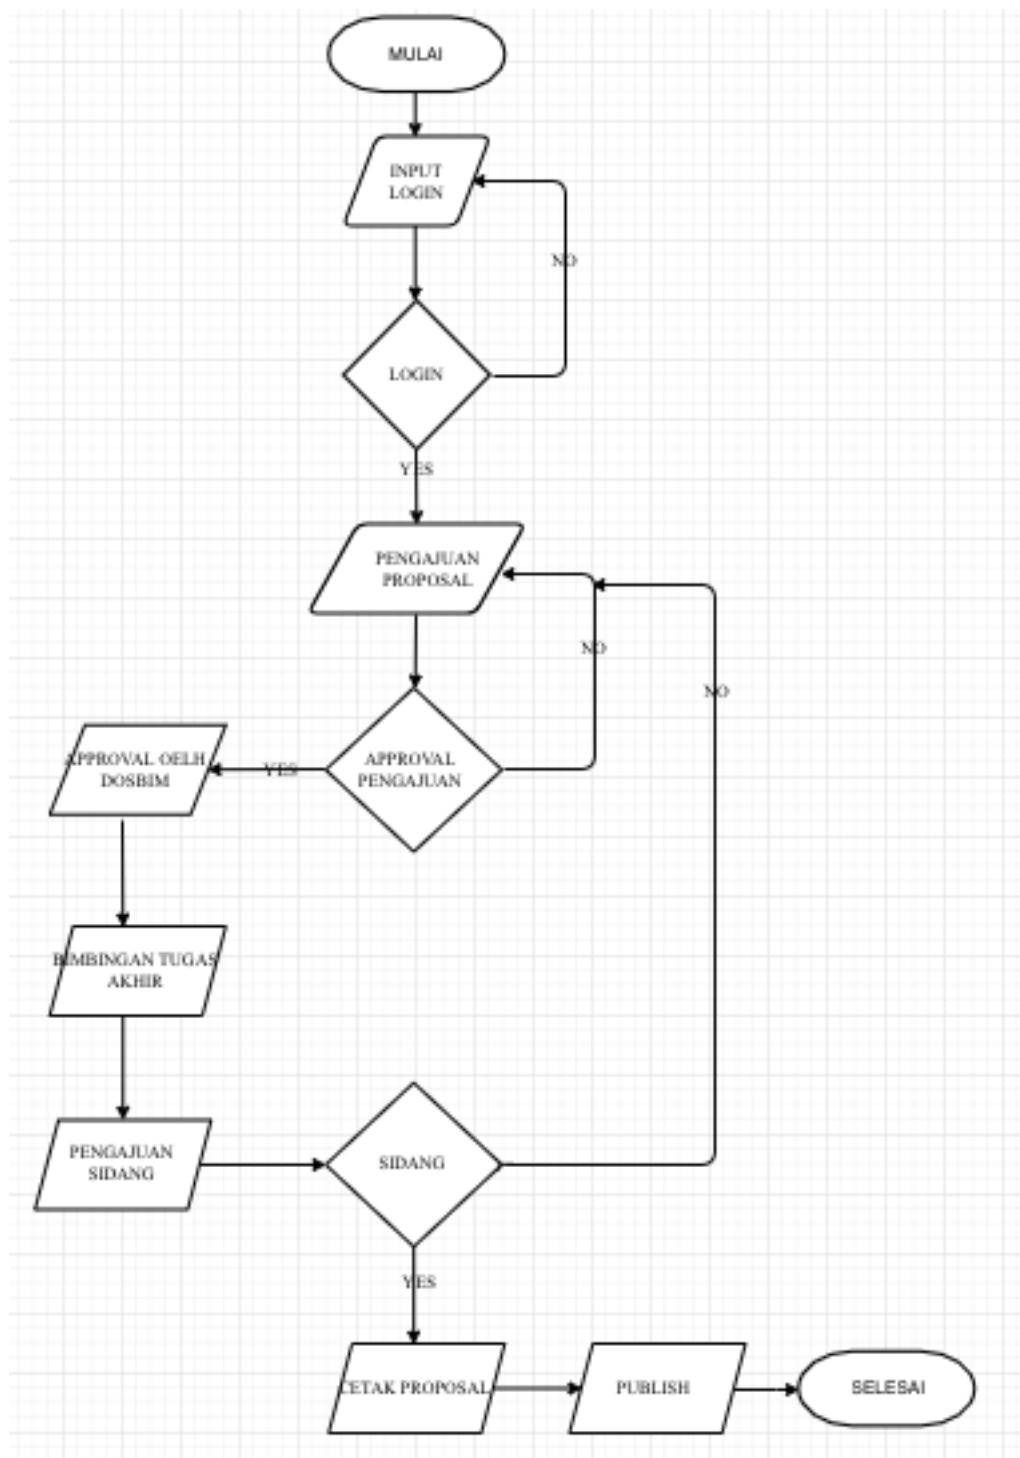 MULAI
INPUT
LOGIN
NO
LOGIN
YES
PENGAJUAN
PROPOSAL
NO
NO
APPROVAL
PENGAJUAN
YES
APPROVAL OELH
DOSBIM
BIMBINGAN TUGAS
AKHIR
PENGAJUAN
SIDANG
SIDANG
YES
CETAK PROPOSAL
PUBLISH
SELESAI